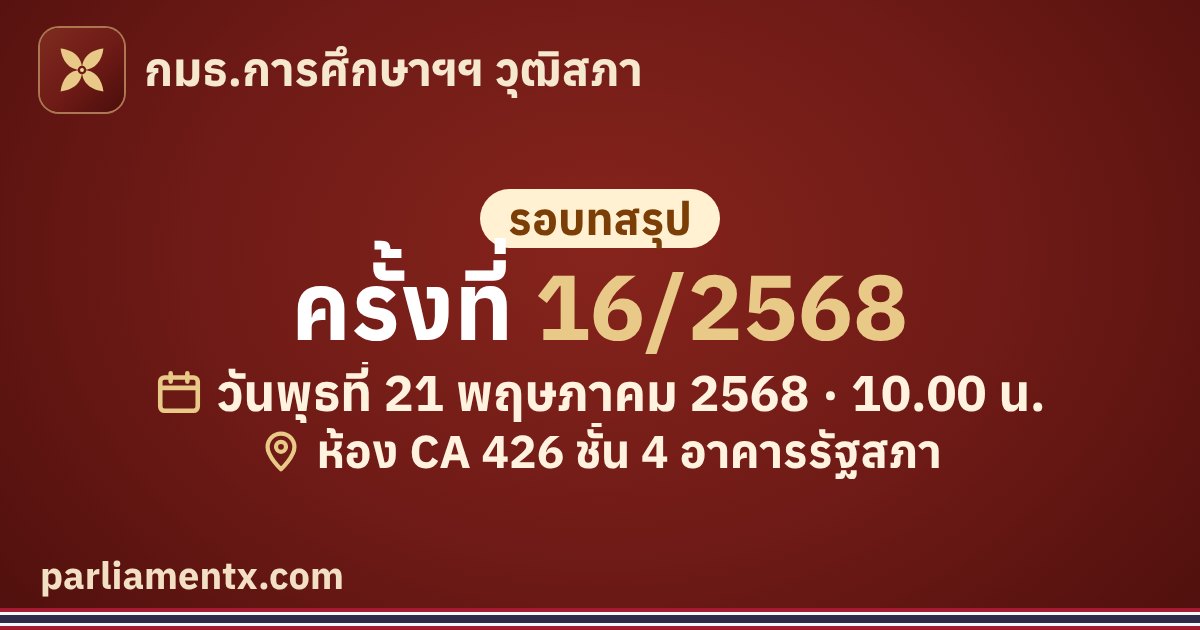 กมธ.การศึกษาฯฯ วุฒิสภา
รอบทสรุป
ครั้งที่ 16/2568
วันพุธที่ 21 พฤษภาคม 2568 · 10.00 น.
ห้อง CA 426 ชั้น 4 อาคารรัฐสภา
parliamentx.com